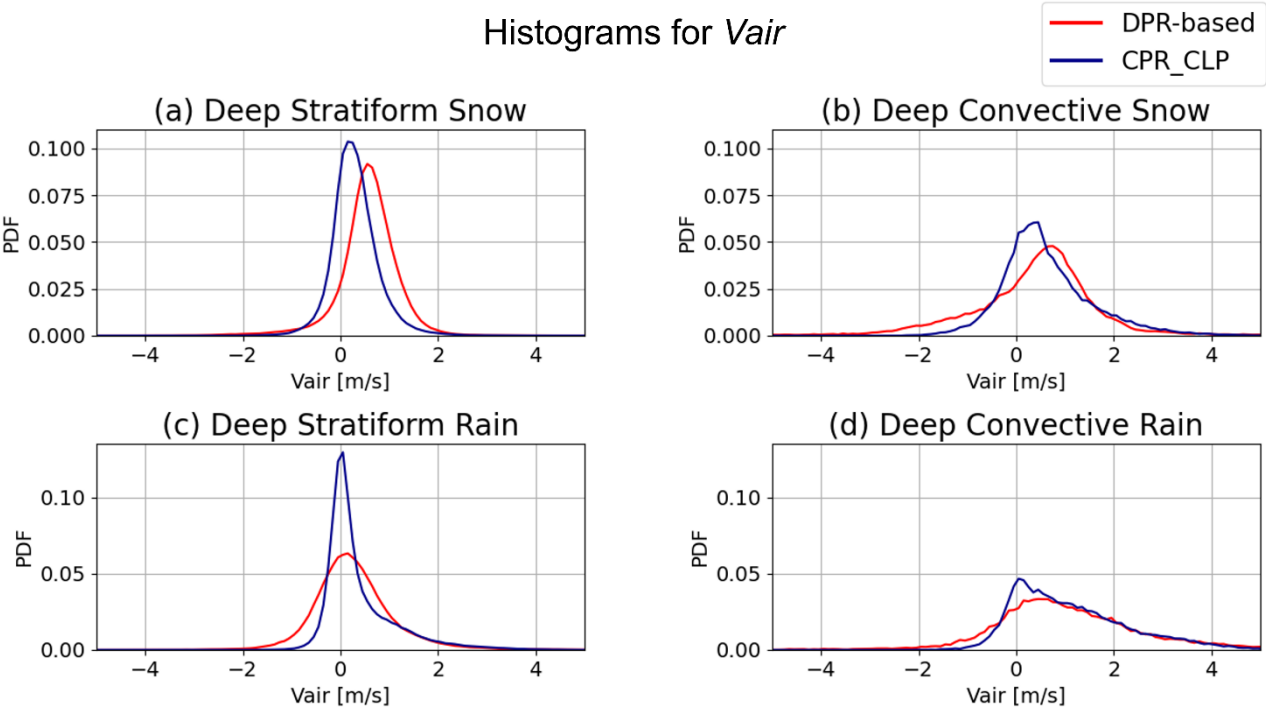 Histograms for Vair
DPR-based
CPR_CLP
(a) Deep Stratiform Snow
PDF
0.100
0.075
0.050
0.025
0.000
−4 −2 0 2 4
Vair [m/s]
(b) Deep Convective Snow
PDF
0.100
0.075
0.050
0.025
0.000
−4 −2 0 2 4
Vair [m/s]
(c) Deep Stratiform Rain
PDF
0.10
0.05
0.00
−4 −2 0 2 4
Vair [m/s]
(d) Deep Convective Rain
PDF
0.10
0.05
0.00
−4 −2 0 2 4
Vair [m/s]